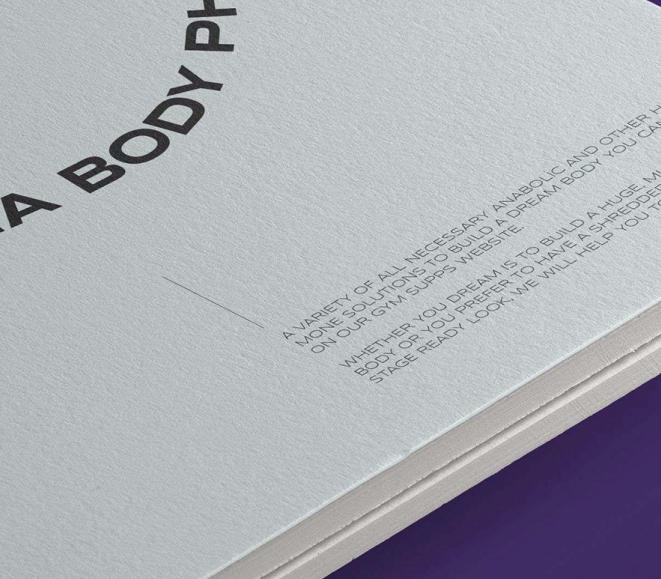 A BODY PH
A VARIETY OF ALL NECESSARY ANABOLIC AND OTHER H
MONE SOLUTIONS TO BUILD A DREAM BODY YOU CAN
ON OUR GYM SUPPS WEBSITE.
WHETHER YOU DREAM IS TO BUILD A HUGE, MU
BODY OR YOU PREFER TO HAVE A SHREDDED
STAGE READY LOOK, WE WILL HELP YOU TO